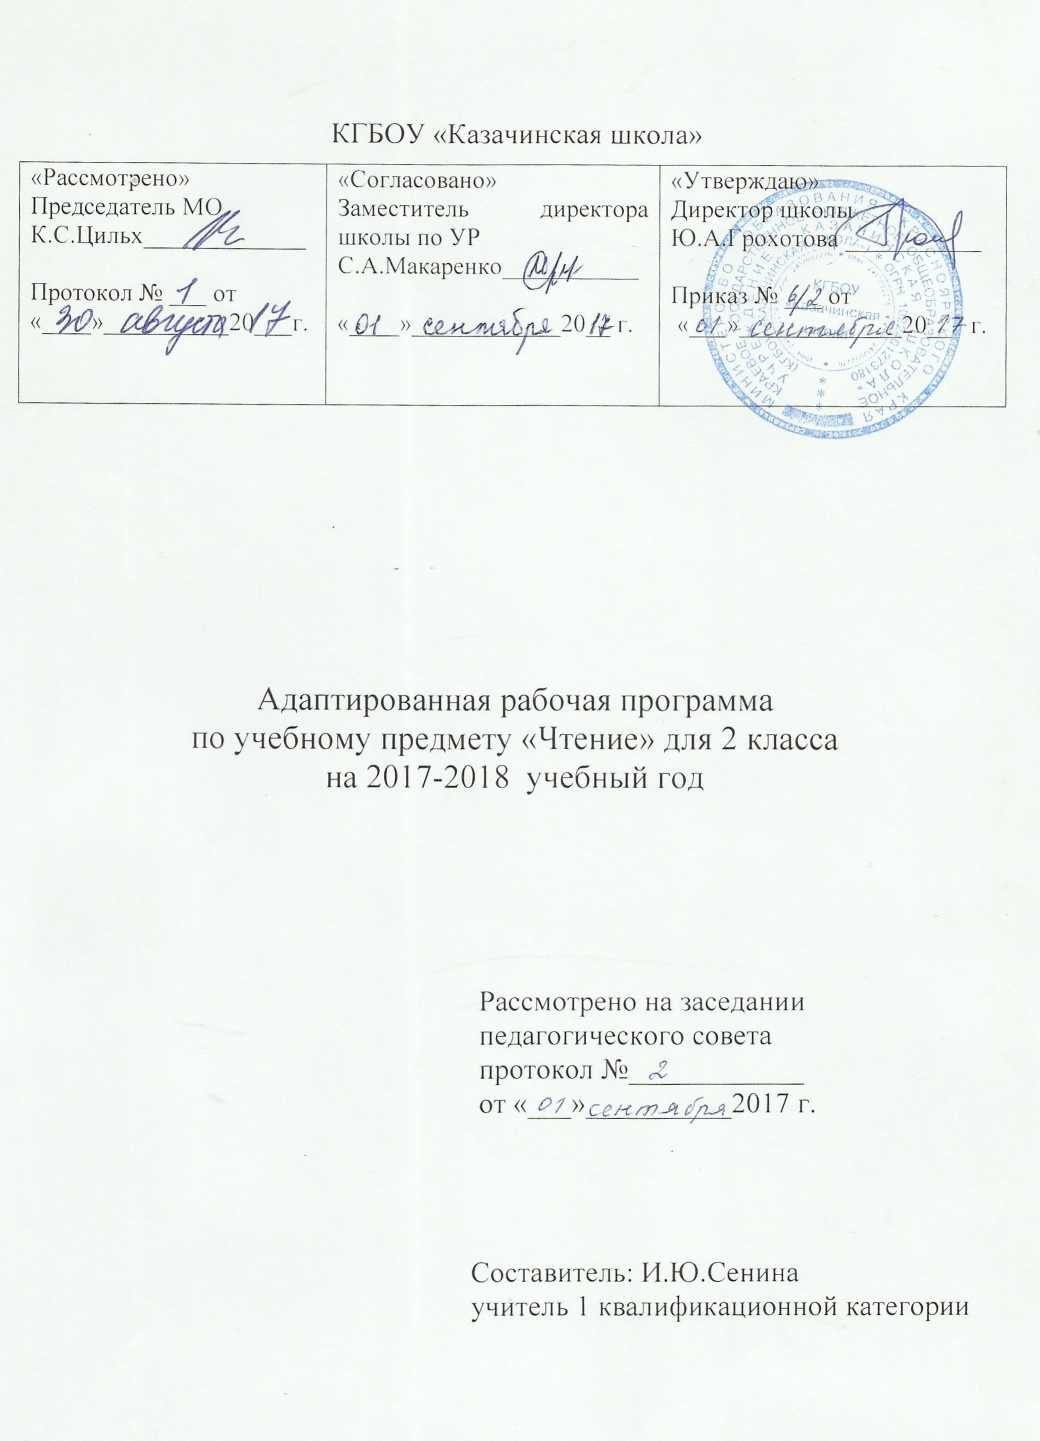 КГБОУ «Казачинская школа»
«Рассмотрено»
Председатель МО
К.С.Цильх
Протокол № 1 от
«30» августа 2017 г.
«Согласовано»
Заместитель директора
школы по УР
С.А.Макаренко
«01» сентября 2017 г.
«Утверждаю»
Директор школы
Ю.А.Грохотова
Приказ № 6/2 от
«01» сентября 2017 г.
КГБОУ
Адаптированная рабочая программа
по учебному предмету «Чтение» для 2 класса
на 2017-2018 учебный год
Рассмотрено на заседании
педагогического совета
протокол № 2
от «01» сентября 2017 г.
Составитель: И.Ю.Сенина
учитель 1 квалификационной категории